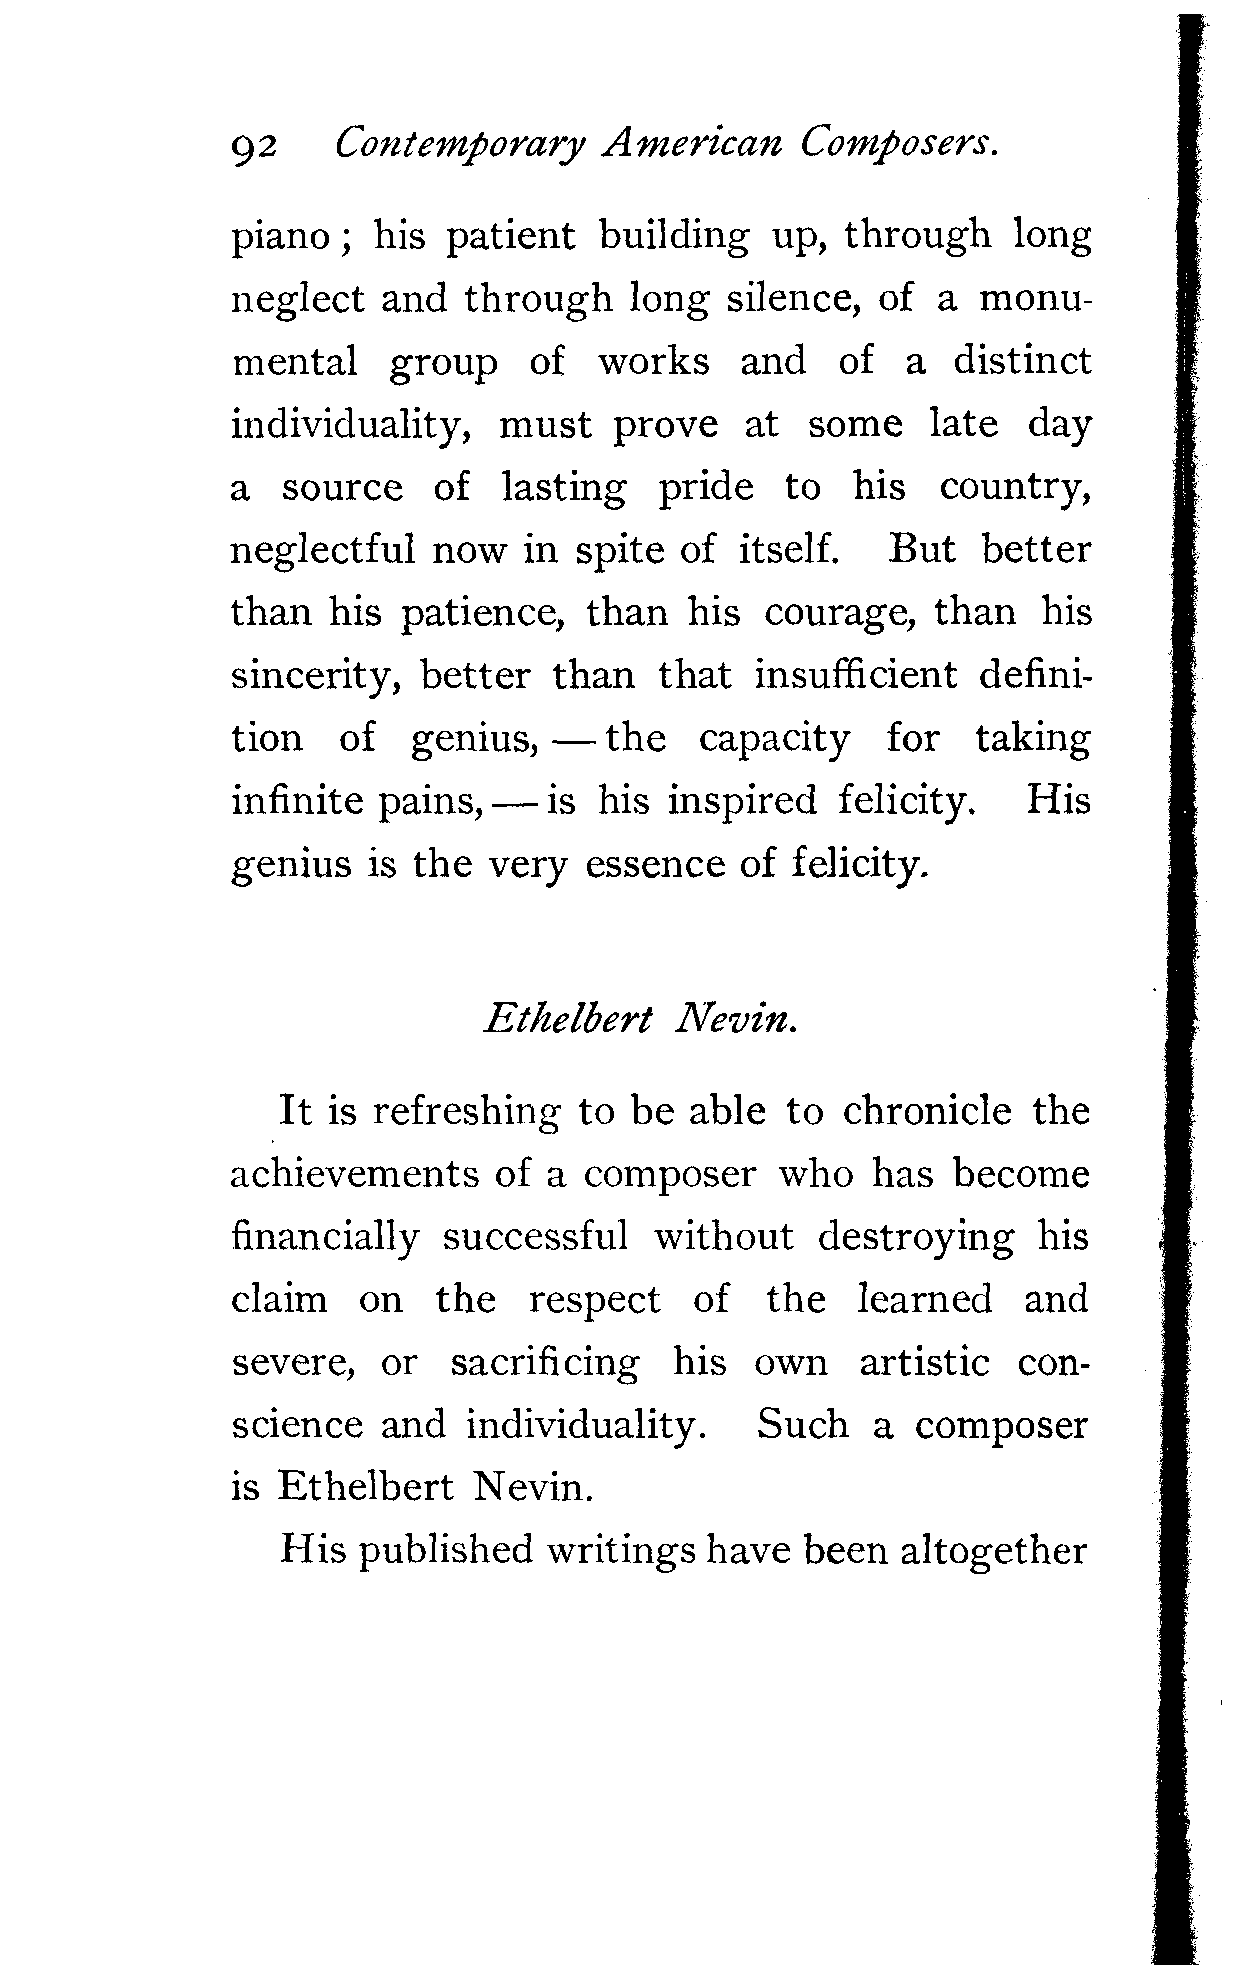 92 Contemporary American Composers.
piano ; his patient building up, through long
neglect and through long silence, of a monu-
mental group of works and of a distinct
individuality, must prove at some late day
a source of lasting pride to his country,
neglectful now in spite of itself. But better
than his patience, than his courage, than his
sincerity, better than that insufficient defini-
tion of genius, — the capacity for taking
infinite pains, — is his inspired felicity. His
genius is the very essence of felicity.
Ethelbert Nevin.
It is refreshing to be able to chronicle the
achievements of a composer who has become
financially successful without destroying his
claim on the respect of the learned and
severe, or sacrificing his own artistic con-
science and individuality. Such a composer
is Ethelbert Nevin.
His published writings have been altogether